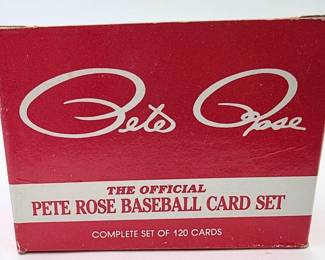 Pete Rose
THE OFFICIAL
PETE ROSE BASEBALL CARD SET
COMPLETE SET OF 120 CARDS